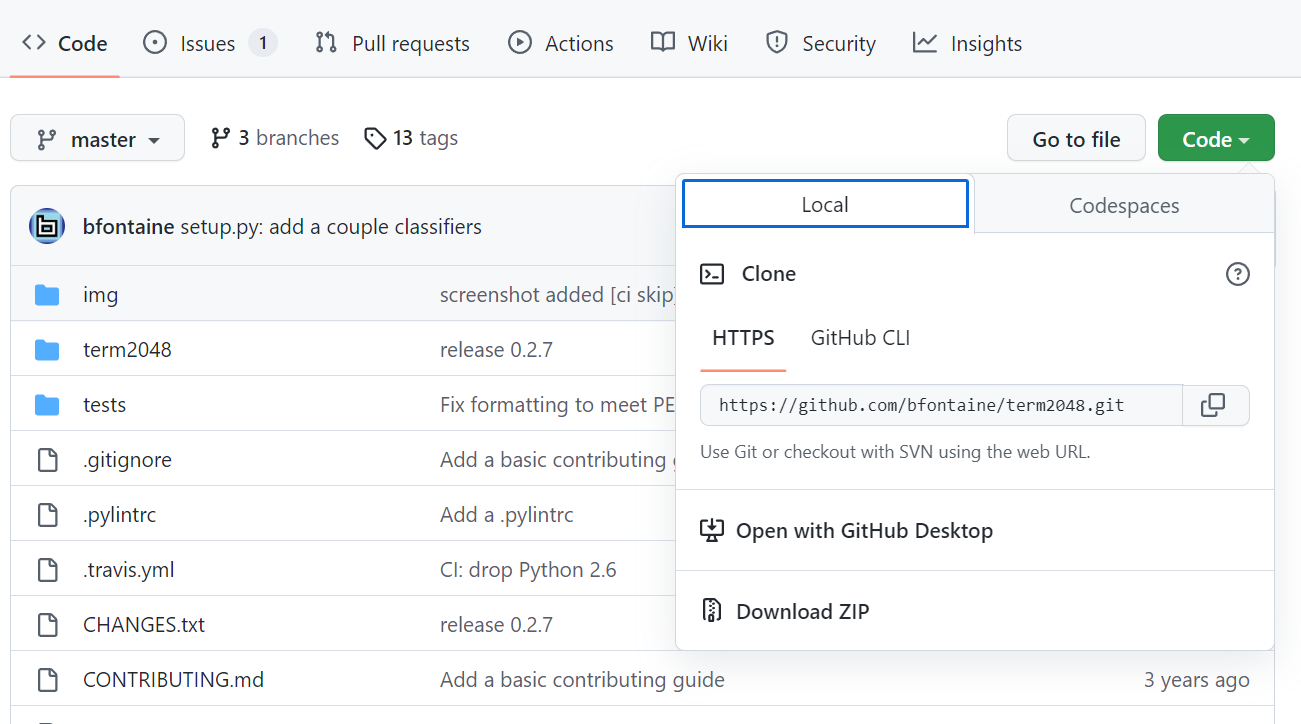 Code Issues 1 Pull requests Actions Wiki Security Insights
master 3 branches 13 tags Go to file Code
Local Codespaces
bfontaine setup.py: add a couple classifiers
Clone
img screenshot added [ci skip]
HTTPS GitHub CLI
term2048 release 0.2.7
https://github.com/bfontaine/term2048.git
tests Fix formatting to meet PE
Use Git or checkout with SVN using the web URL.
.gitignore Add a basic contributing
.pylintrc Add a .pylintrc
Open with GitHub Desktop
.travis.yml CI: drop Python 2.6
Download ZIP
CHANGES.txt release 0.2.7
CONTRIBUTING.md Add a basic contributing guide 3 years ago